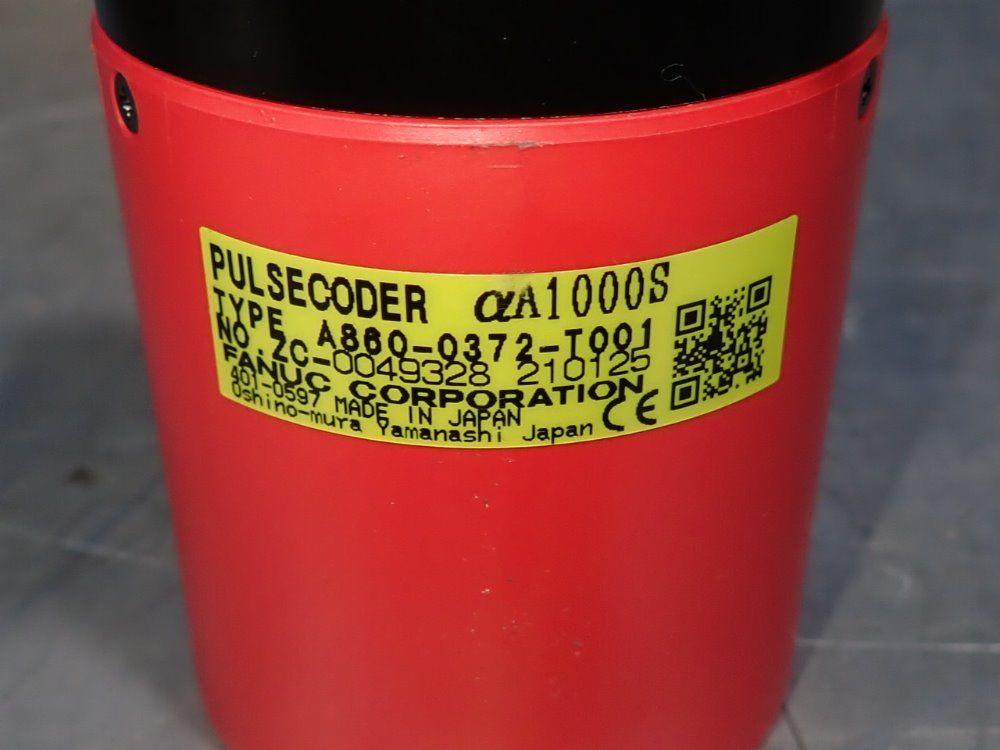 PULSECODER αA1000S
TYPE A860-0372-T001
NO ZC-0049328 210125
FANUC CORPORATION
401-0597 MADE IN JAPAN
Oshino-mura Yamanashi Japan CE